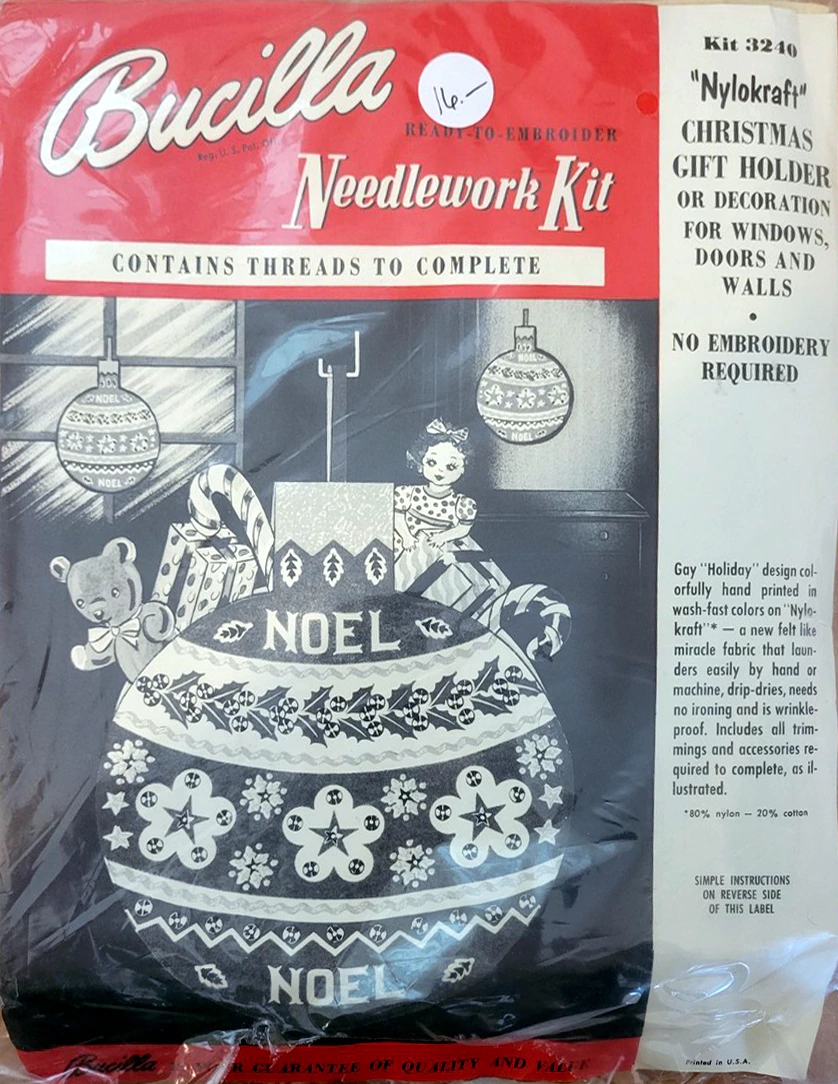 Bucilla
Reg. U. S. Pat.
16.—
READY-TO-EMBROIDER
Needlework Kit
CONTAINS THREADS TO COMPLETE
NOEL
NOEL
NOEL
NOEL
NOEL
NOEL
Bucilla
GUARANTEE OF QUALITY AND VALUE
Kit 3240
"Nylokraft"
CHRISTMAS
GIFT HOLDER
OR DECORATION
FOR WINDOWS,
DOORS AND
WALLS
•
NO EMBROIDERY
REQUIRED
Gay "Holiday" design col-
orfully hand printed in
wash-fast colors on "Nylo-
kraft"* — a new felt like
miracle fabric that laun-
ders easily by hand or
machine, drip-dries, needs
no ironing and is wrinkle-
proof. Includes all trim-
mings and accessories re-
quired to complete, as il-
lustrated.
*80% nylon — 20% cotton
SIMPLE INSTRUCTIONS
ON REVERSE SIDE
OF THIS LABEL
Printed in U.S.A.